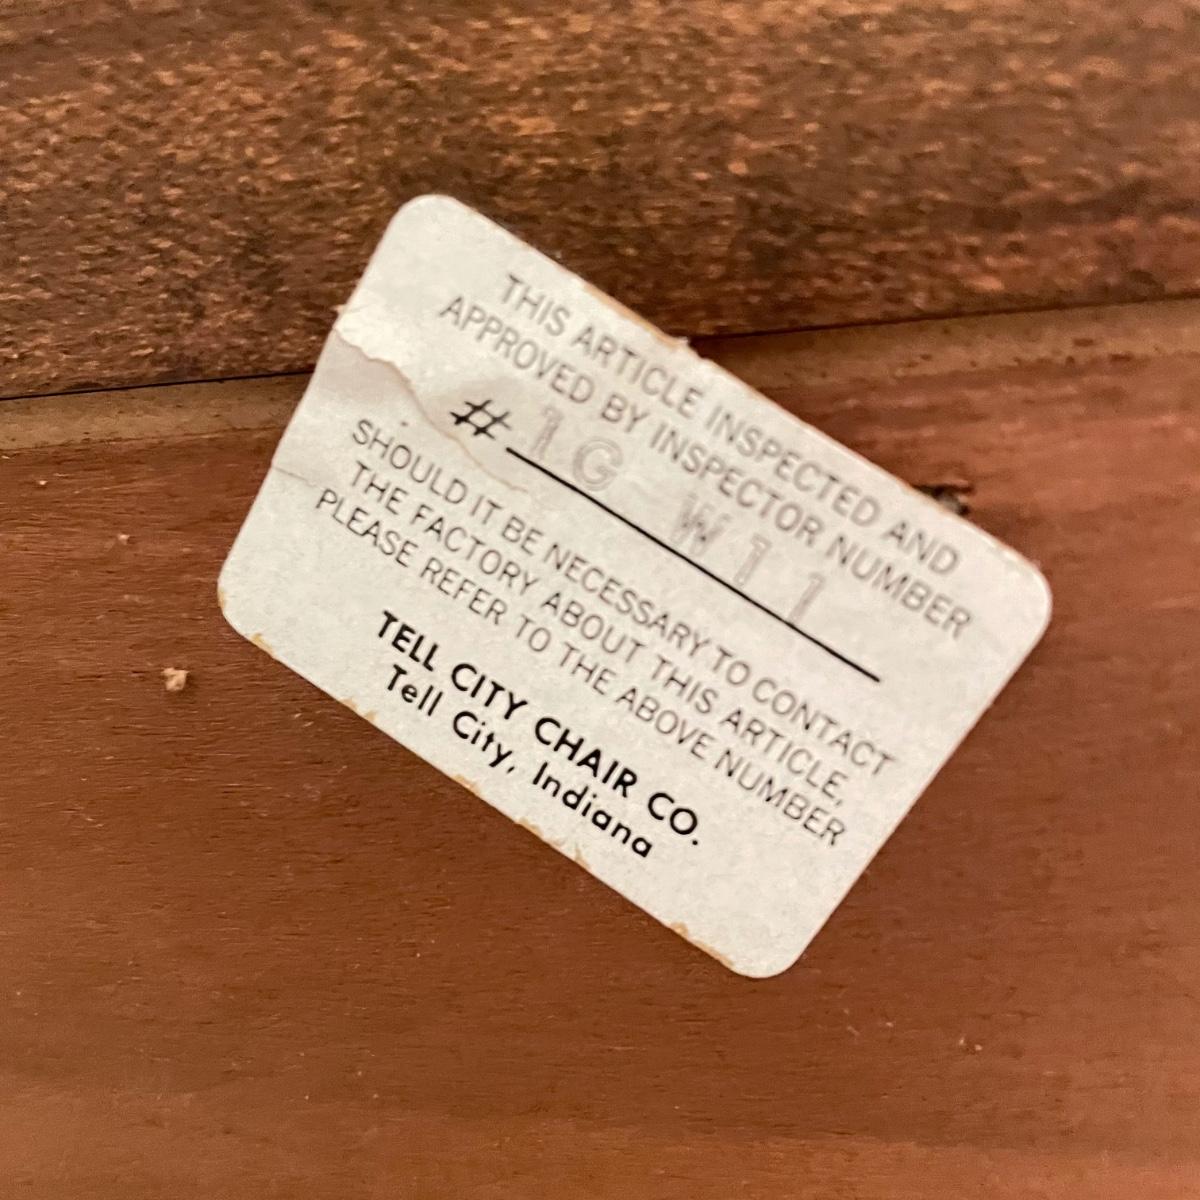 THIS ARTICLE INSPECTED AND
APPROVED BY INSPECTOR NUMBER
# 1G W11
SHOULD IT BE NECESSARY TO CONTACT
THE FACTORY ABOUT THIS ARTICLE,
PLEASE REFER TO THE ABOVE NUMBER
TELL CITY CHAIR CO.
Tell City, Indiana